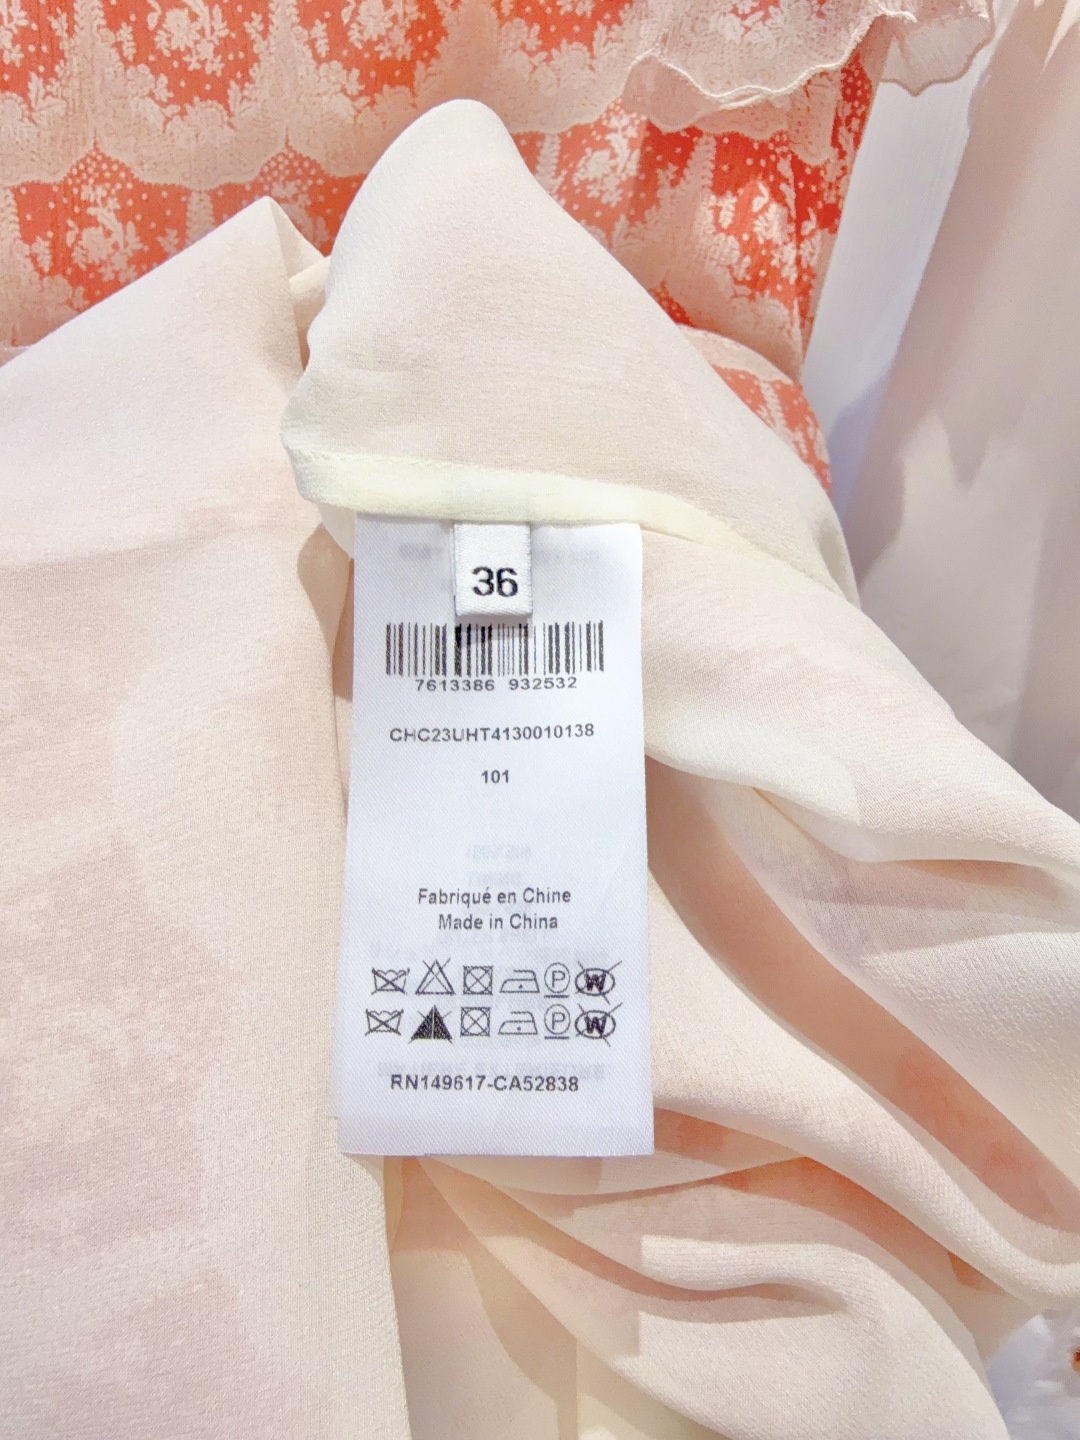 36
7613386 932532
CHC23UHT4130010138
101
Fabriqué en Chine
Made in China
P W
P W
RN149617-CA52838